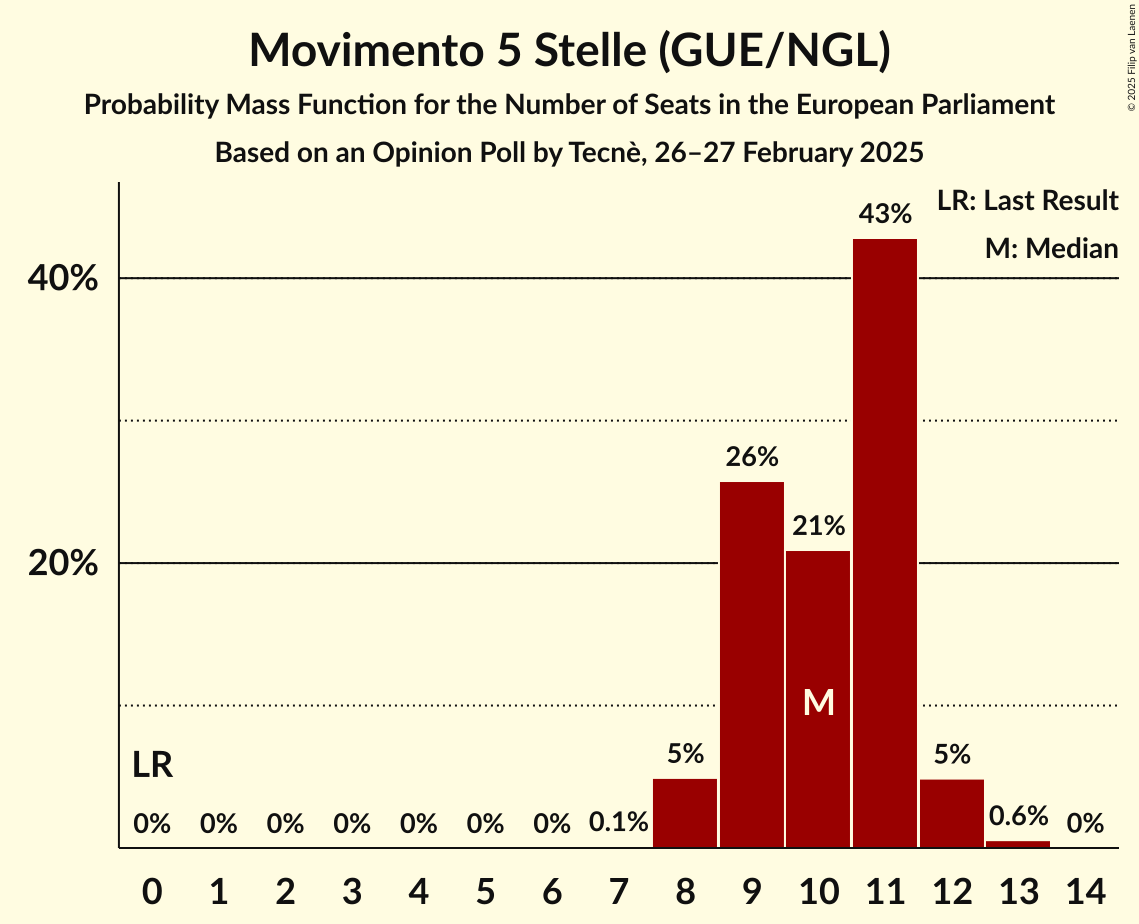 Movimento 5 Stelle (GUE/NGL)
Probability Mass Function for the Number of Seats in the European Parliament
Based on an Opinion Poll by Tecnè, 26–27 February 2025
© 2025 Filip van Laenen
LR: Last Result
M: Median
43%
40%
26%
21%
20%
M
LR
5%
5%
0% 0% 0% 0% 0% 0% 0% 0.1% 0.6% 0%
0 1 2 3 4 5 6 7 8 9 10 11 12 13 14